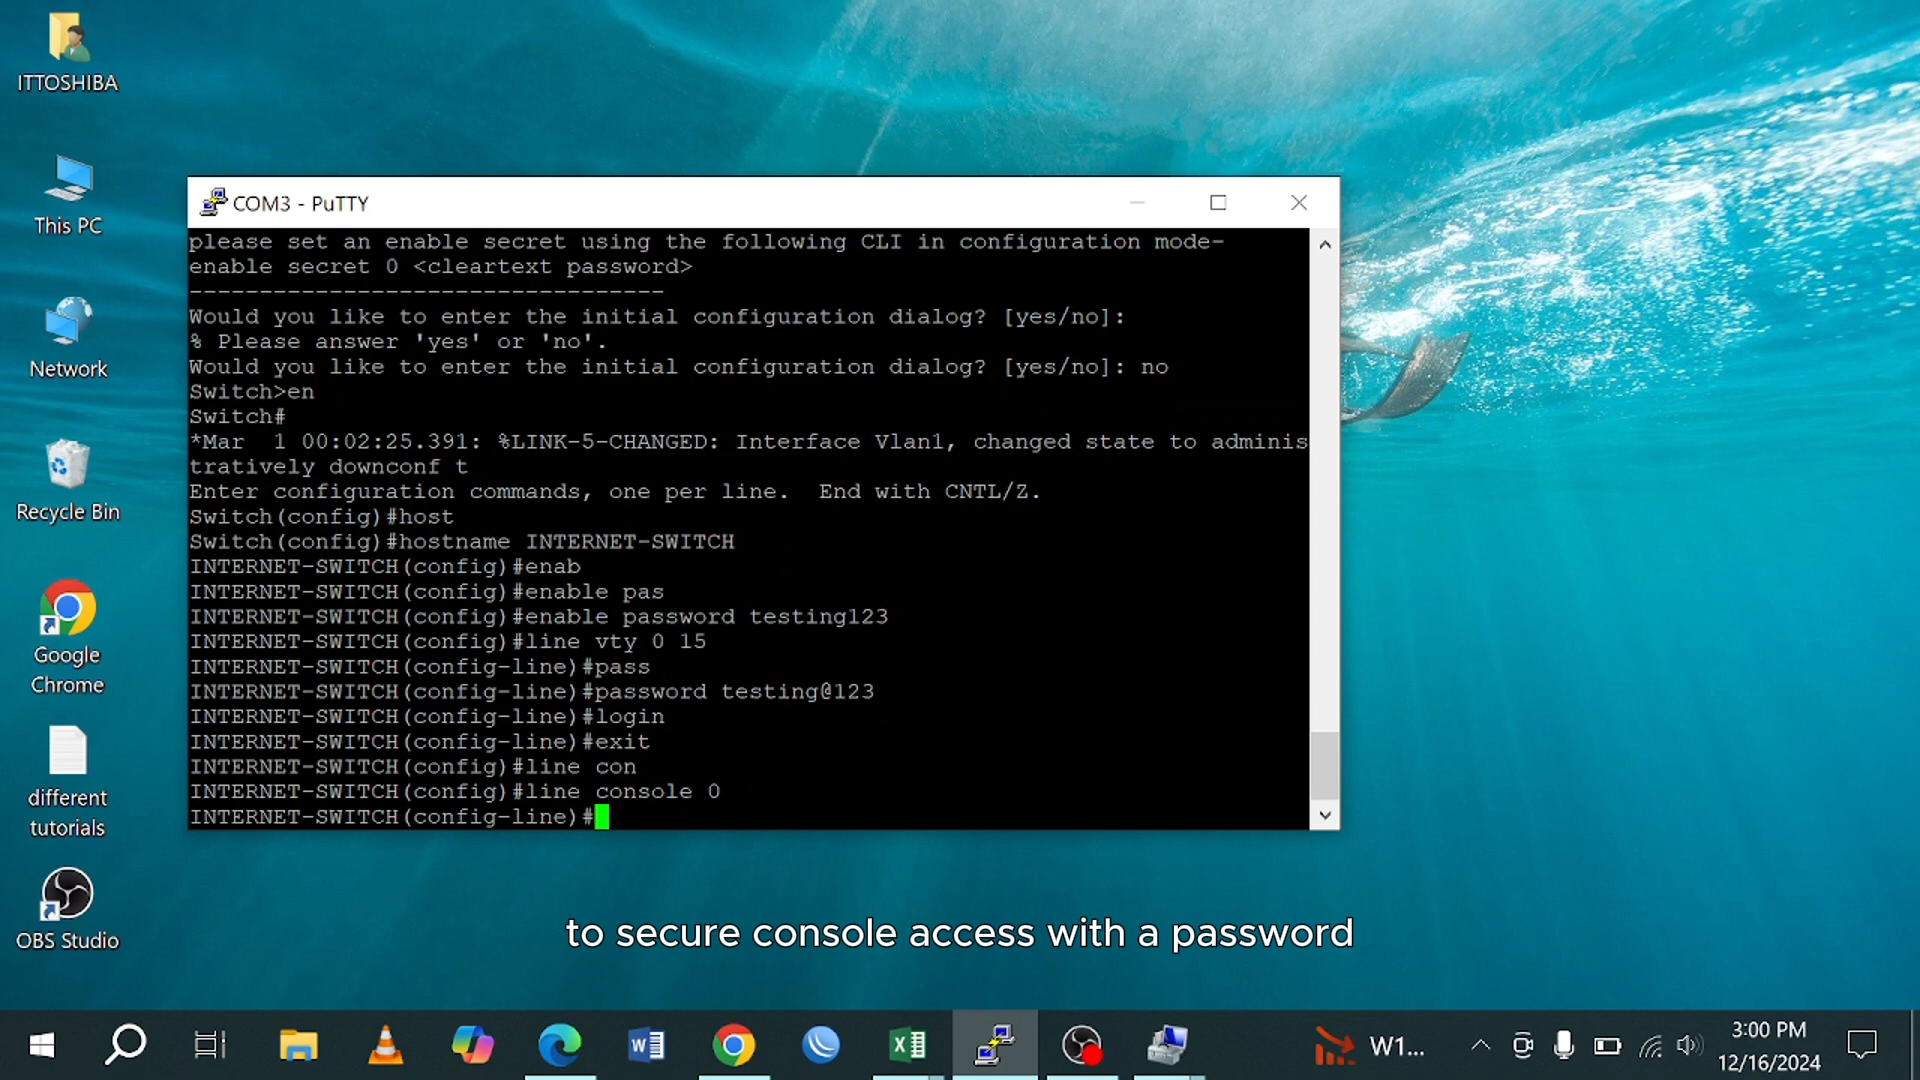 ITTOSHIBA
This PC
Network
Recycle Bin
Google
Chrome
different
tutorials
OBS Studio
COM3 - PuTTY
please set an enable secret using the following CLI in configuration mode-
enable secret 0 <cleartext password>
----------------------------------
Would you like to enter the initial configuration dialog? [yes/no]:
% Please answer 'yes' or 'no'.
Would you like to enter the initial configuration dialog? [yes/no]: no
Switch>en
Switch#
*Mar  1 00:02:25.391: %LINK-5-CHANGED: Interface Vlan1, changed state to adminis
tratively downconf t
Enter configuration commands, one per line.  End with CNTL/Z.
Switch(config)#host
Switch(config)#hostname INTERNET-SWITCH
INTERNET-SWITCH(config)#enab
INTERNET-SWITCH(config)#enable pas
INTERNET-SWITCH(config)#enable password testing123
INTERNET-SWITCH(config)#line vty 0 15
INTERNET-SWITCH(config-line)#pass
INTERNET-SWITCH(config-line)#password testing@123
INTERNET-SWITCH(config-line)#login
INTERNET-SWITCH(config-line)#exit
INTERNET-SWITCH(config)#line con
INTERNET-SWITCH(config)#line console 0
INTERNET-SWITCH(config-line)#
to secure console access with a password
W1...
3:00 PM
12/16/2024